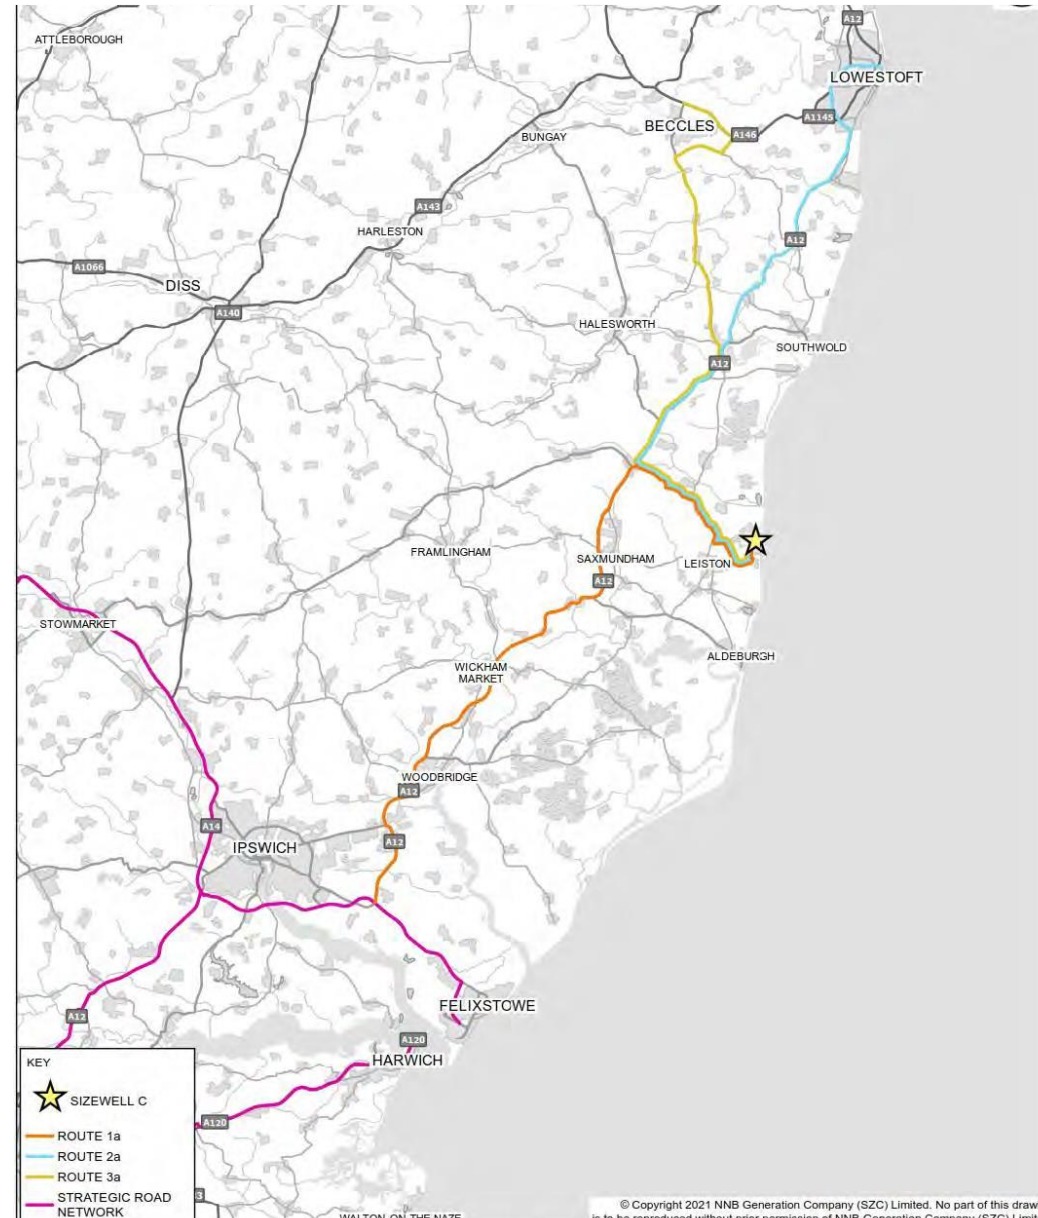 A12
ATTLEBOROUGH
LOWESTOFT
A1145
BECCLES
A146
BUNGAY
A143
HARLESTON
A12
A1066
DISS
A140
HALESWORTH
SOUTHWOLD
A12
FRAMLINGHAM
SAXMUNDHAM
LEISTON
A12
STOWMARKET
ALDEBURGH
WICKHAM
MARKET
WOODBRIDGE
A12
A14
A12
IPSWICH
FELIXSTOWE
A12
A120
HARWICH
KEY
SIZEWELL C
A120
ROUTE 1a
ROUTE 2a
ROUTE 3a
STRATEGIC ROAD
NETWORK
© Copyright 2021 NNB Generation Company (SZC) Limited. No part of this draw